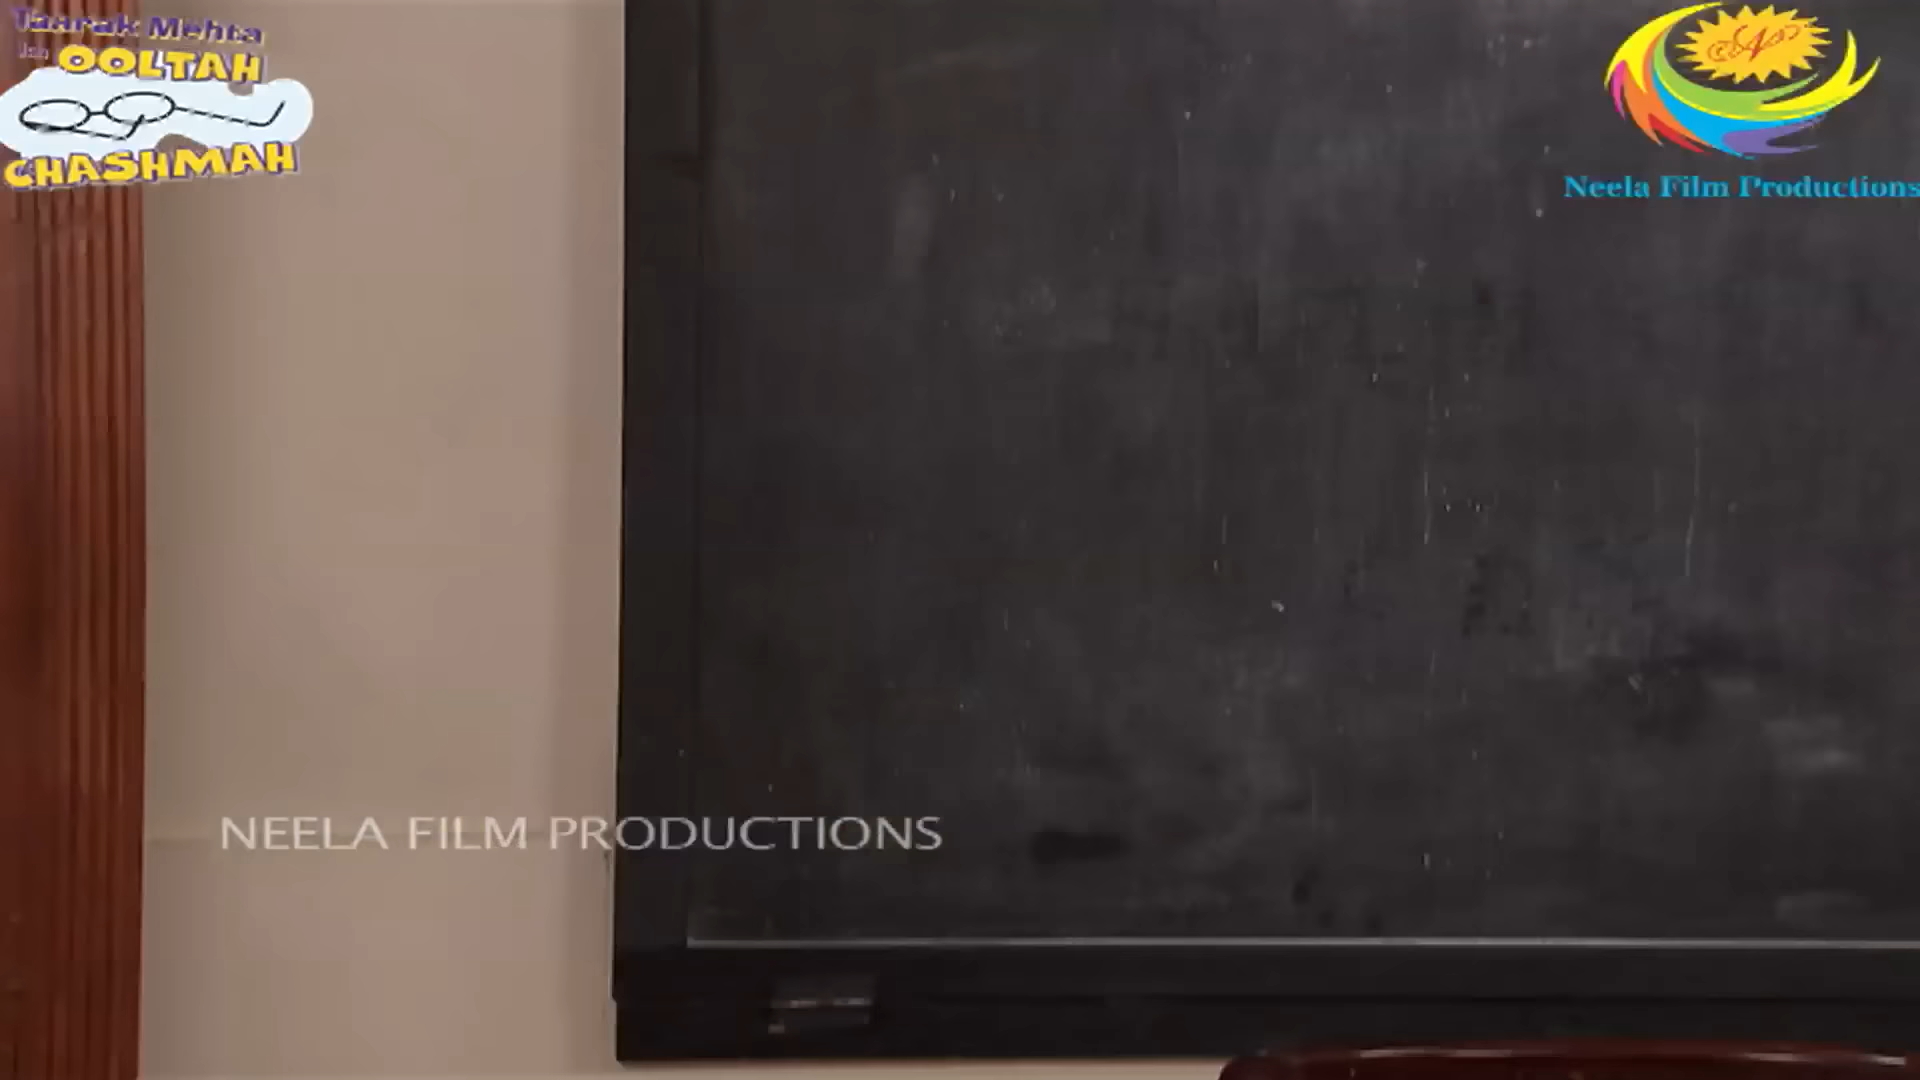 Taarak Mehta
Ka
OOLTAH
CHASHMAH
Neela Film Productions
NEELA FILM PRODUCTIONS